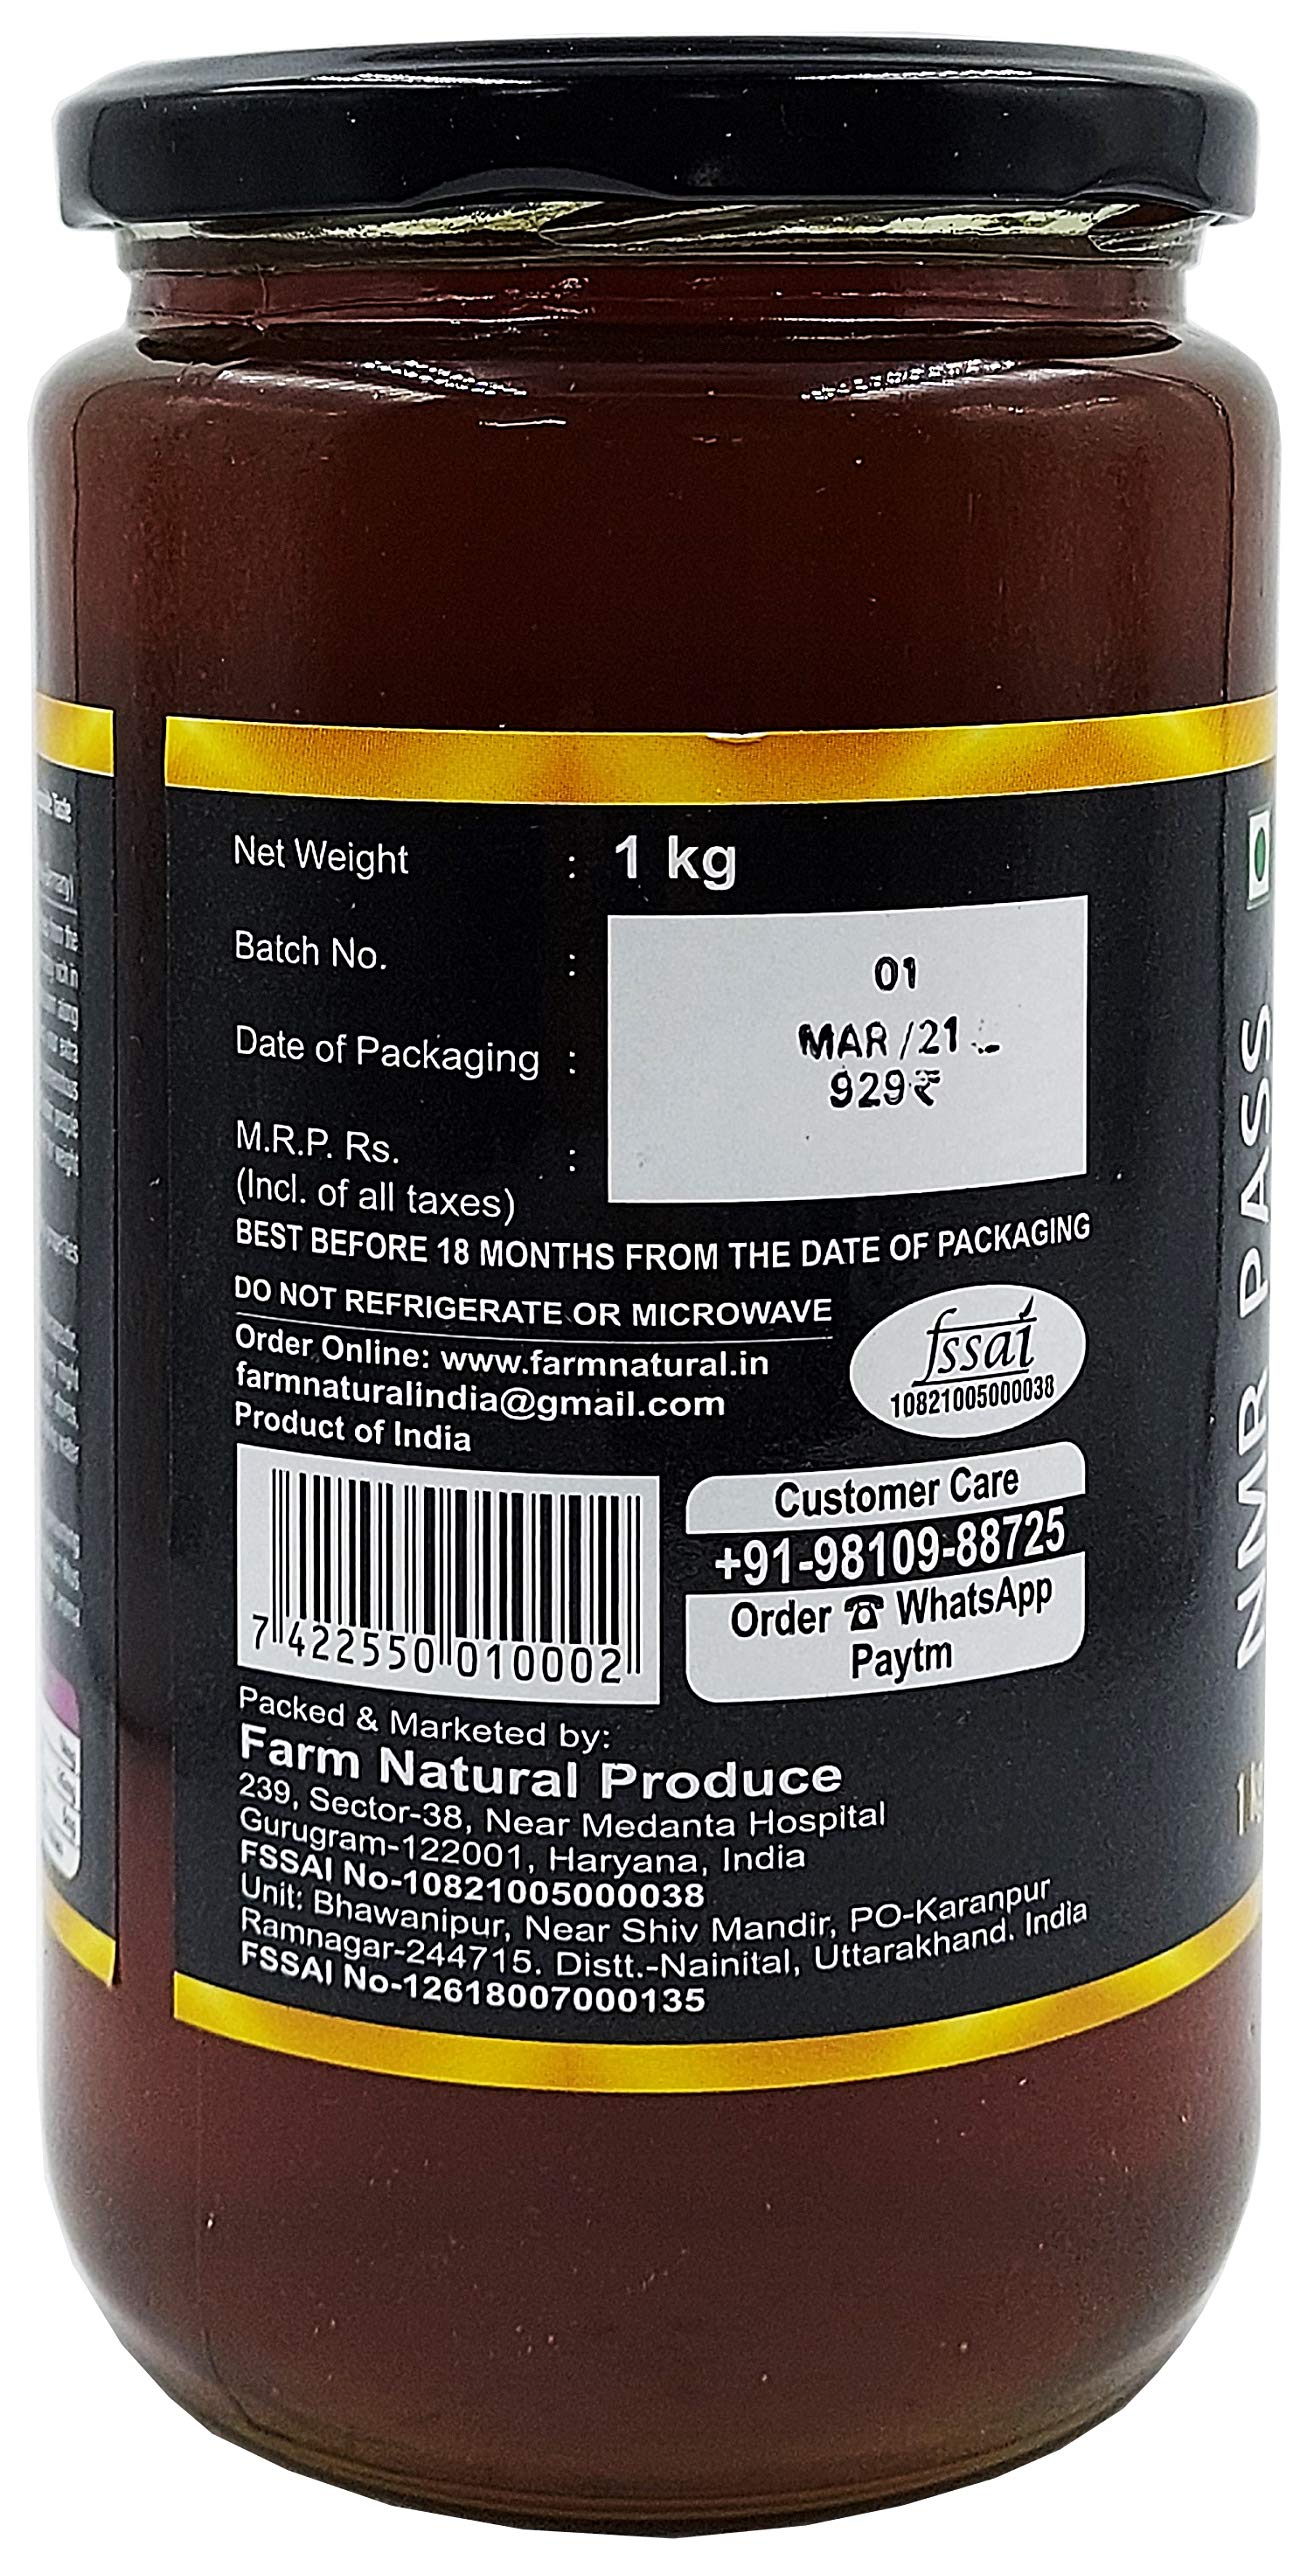 Net Weight : 1 kg
Batch No. : 01
Date of Packaging : MAR /21
M.R.P. Rs. : 929₹
(Incl. of all taxes)
BEST BEFORE 18 MONTHS FROM THE DATE OF PACKAGING
DO NOT REFRIGERATE OR MICROWAVE
Order Online: www.farmnatural.in
farmnaturalindia@gmail.com
Product of India
fssai
10821005000038
7 422550 010002
Customer Care
+91-98109-88725
Order ☎ WhatsApp
Paytm
Packed & Marketed by:
Farm Natural Produce
239, Sector-38, Near Medanta Hospital
Gurugram-122001, Haryana, India
FSSAI No-10821005000038
Unit: Bhawanipur, Near Shiv Mandir, PO-Karanpur
Ramnagar-244715. Distt.-Nainital, Uttarakhand. India
FSSAI No-12618007000135
NMR PASS
Taste